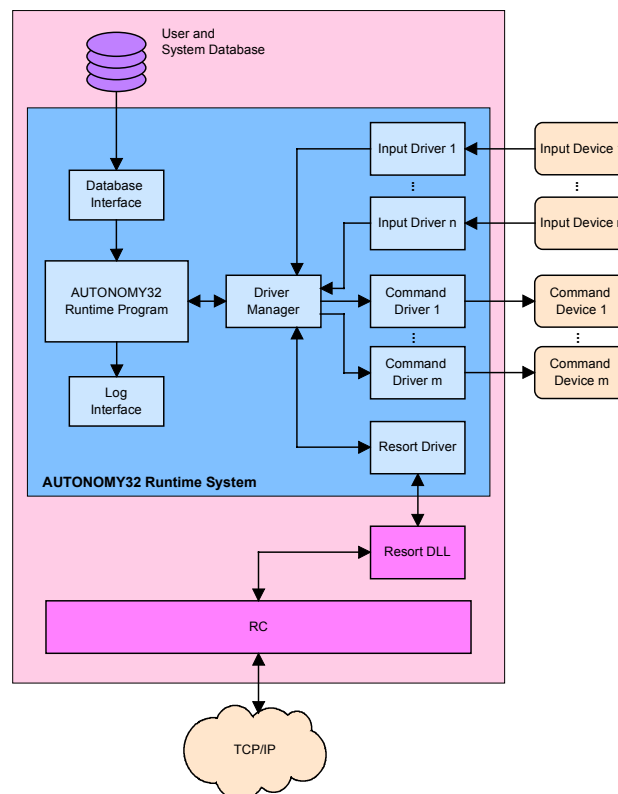 User and
System Database
Input Driver 1
Input Device
Database
Interface
Input Driver n
Input Device
AUTONOMY32
Runtime Program
Driver
Manager
Command
Driver 1
Command
Device 1
Log
Interface
Command
Driver m
Command
Device m
Resort Driver
AUTONOMY32 Runtime System
Resort DLL
RC
TCP/IP